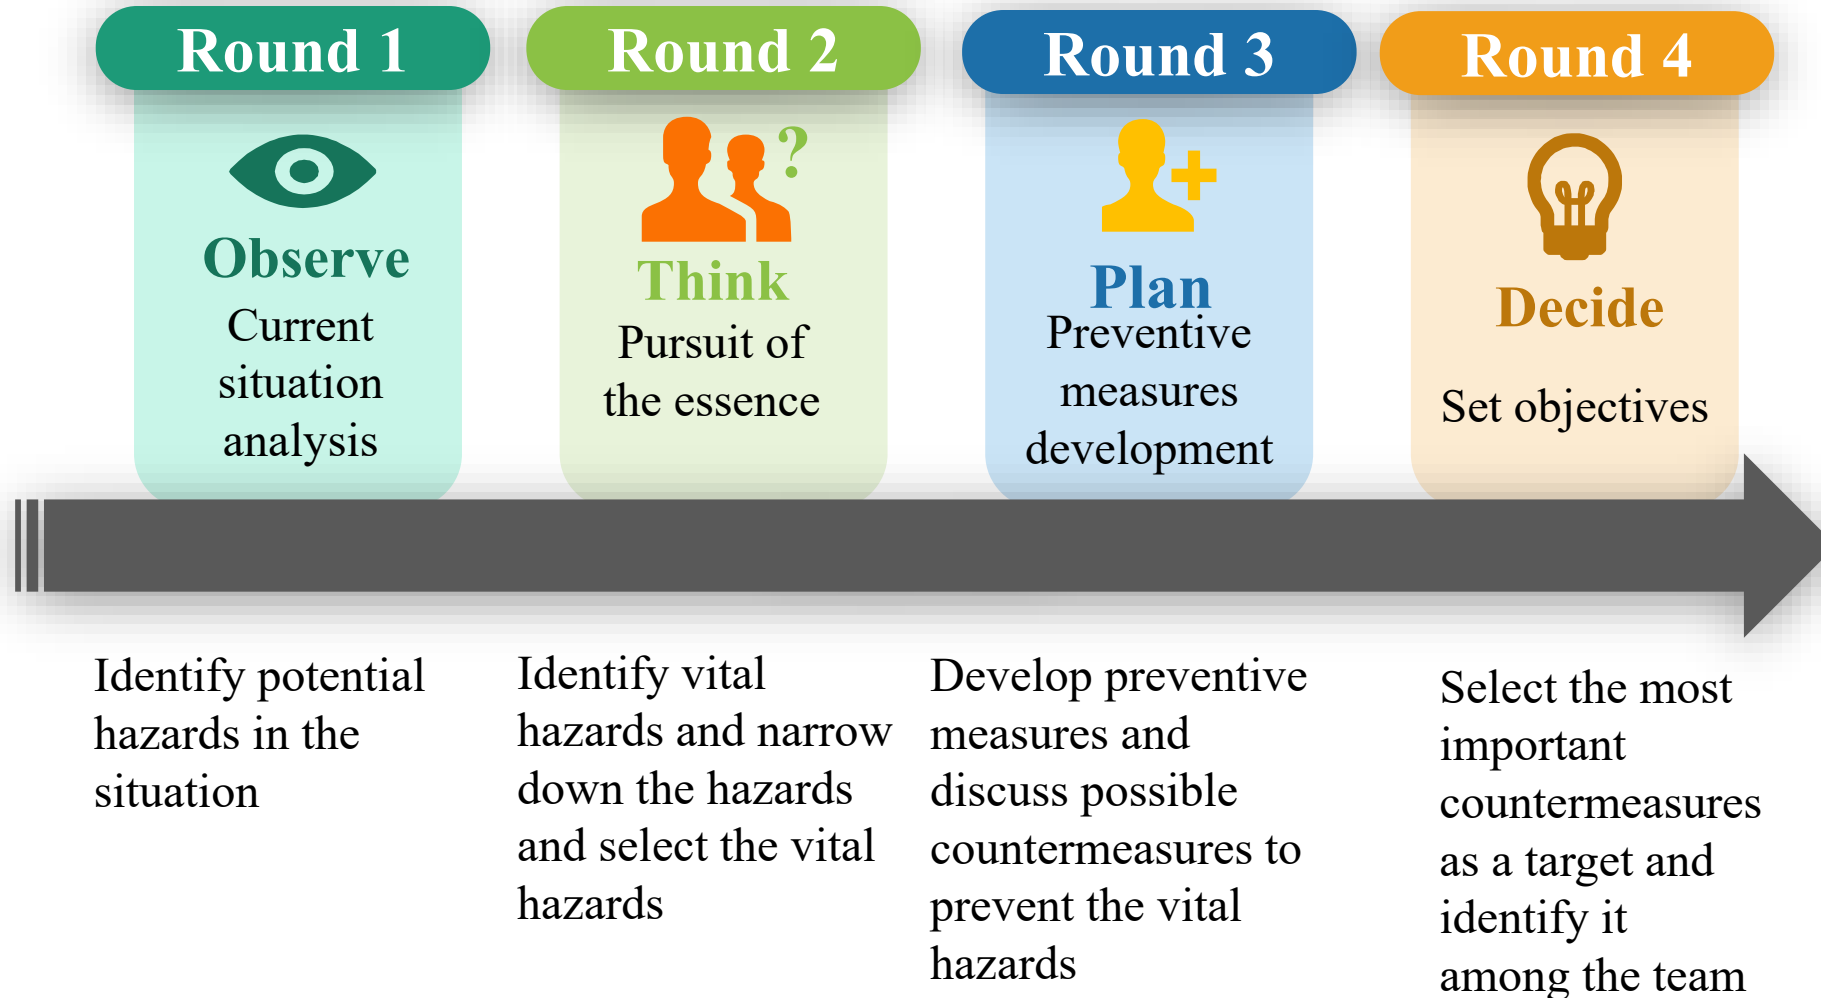 Round 1
Round 2
Round 3
Round 4
?
Observe
Current
situation
analysis
Think
Pursuit of
the essence
Plan
Preventive
measures
development
Decide
Set objectives
Identify potential
hazards in the
situation
Identify vital
hazards and narrow
down the hazards
and select the vital
hazards
Develop preventive
measures and
discuss possible
countermeasures to
prevent the vital
hazards
Select the most
important
countermeasures
as a target and
identify it
among the team